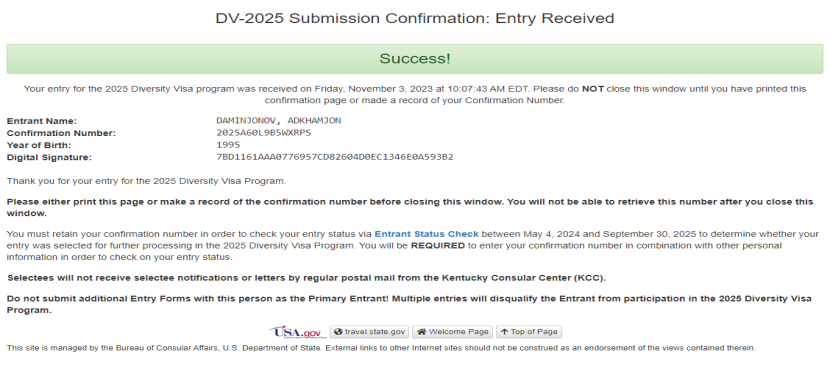 DV-2025 Submission Confirmation: Entry Received
Success!
Your entry for the 2025 Diversity Visa program was received on Friday, November 3, 2023 at 10:07:43 AM EDT. Please do NOT close this window until you have printed this
confirmation page or made a record of your Confirmation Number.
Entrant Name: DAMINJONOV, ADKHAMJON
Confirmation Number: 2025A60L9B5WXRPS
Year of Birth: 1995
Digital Signature: 7BD1161AAA0776957CD82604D0EC1346E0A593B2
Thank you for your entry for the 2025 Diversity Visa Program.
Please either print this page or make a record of the confirmation number before closing this window. You will not be able to retrieve this number after you close this
window.
You must retain your confirmation number in order to check your entry status via Entrant Status Check between May 4, 2024 and September 30, 2025 to determine whether your
entry was selected for further processing in the 2025 Diversity Visa Program. You will be REQUIRED to enter your confirmation number in combination with other personal
information in order to check on your entry status.
Selectees will not receive selectee notifications or letters by regular postal mail from the Kentucky Consular Center (KCC).
Do not submit additional Entry Forms with this person as the Primary Entrant! Multiple entries will disqualify the Entrant from participation in the 2025 Diversity Visa
Program.
USA.gov travel.state.gov Welcome Page Top of Page
This site is managed by the Bureau of Consular Affairs, U.S. Department of State. External links to other Internet sites should not be construed as an endorsement of the views contained therein.